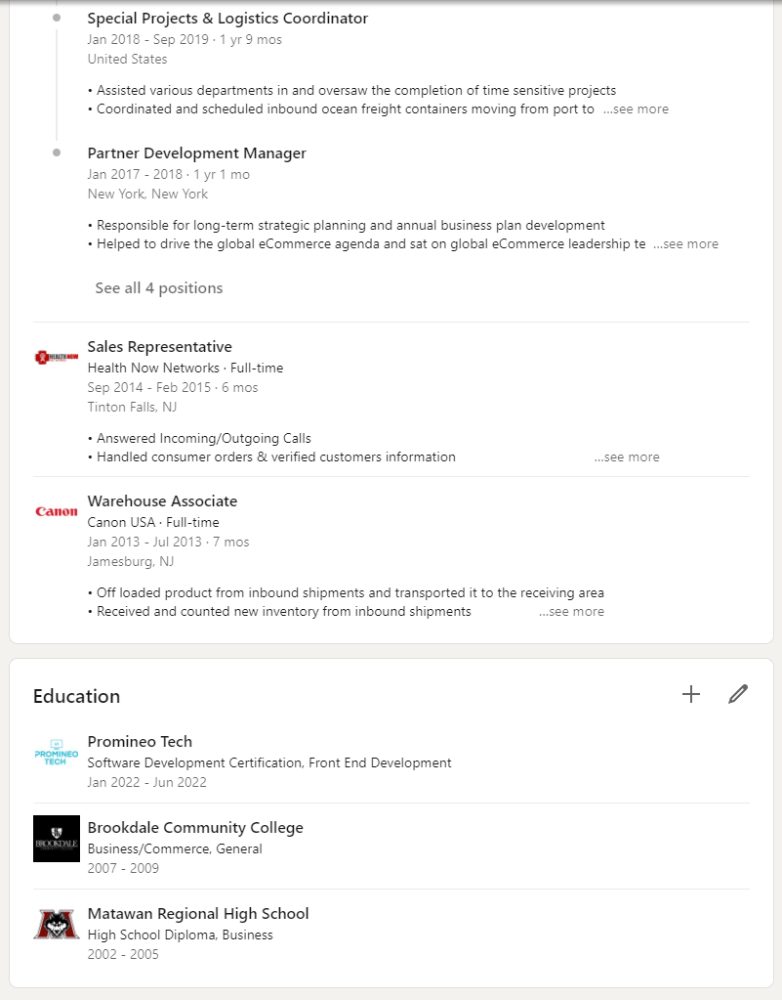 Special Projects & Logistics Coordinator
Jan 2018 - Sep 2019 · 1 yr 9 mos
United States
• Assisted various departments in and oversaw the completion of time sensitive projects
• Coordinated and scheduled inbound ocean freight containers moving from port to …see more
Partner Development Manager
Jan 2017 - 2018 · 1 yr 1 mo
New York, New York
• Responsible for long-term strategic planning and annual business plan development
• Helped to drive the global eCommerce agenda and sat on global eCommerce leadership te …see more
See all 4 positions
HEALTH NOW
Sales Representative
Health Now Networks · Full-time
Sep 2014 - Feb 2015 · 6 mos
Tinton Falls, NJ
• Answered Incoming/Outgoing Calls
• Handled consumer orders & verified customers information …see more
Canon
Warehouse Associate
Canon USA · Full-time
Jan 2013 - Jul 2013 · 7 mos
Jamesburg, NJ
• Off loaded product from inbound shipments and transported it to the receiving area
• Received and counted new inventory from inbound shipments …see more
Education
PROMINEO
TECH
Promineo Tech
Software Development Certification, Front End Development
Jan 2022 - Jun 2022
BROOKDALE
Brookdale Community College
Business/Commerce, General
2007 - 2009
Matawan Regional High School
High School Diploma, Business
2002 - 2005